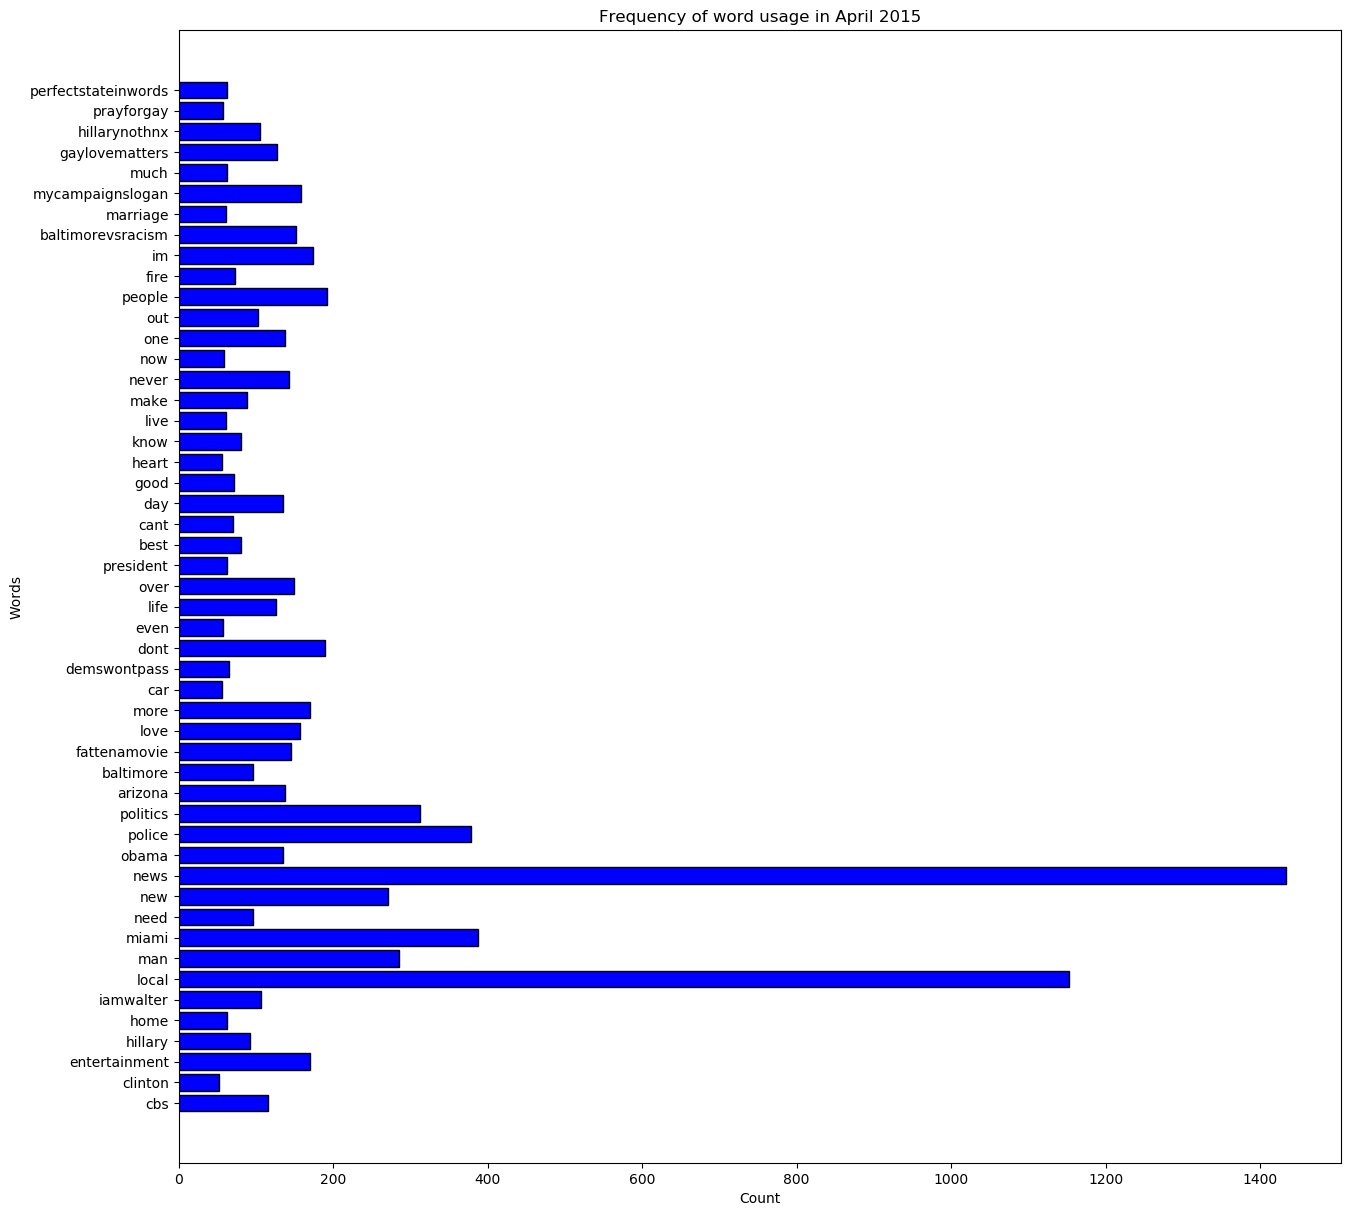 Frequency of word usage in April 2015
perfectstateinwords
prayforgay
hillarynothnx
gaylovematters
much
mycampaignslogan
marriage
baltimorevsracism
im
fire
people
out
one
now
never
make
live
know
heart
good
day
cant
best
president
over
life
even
dont
demswontpass
car
more
love
fattenamovie
baltimore
arizona
politics
police
obama
news
new
need
miami
man
local
iamwalter
home
hillary
entertainment
clinton
cbs
Words
0 200 400 600 800 1000 1200 1400
Count